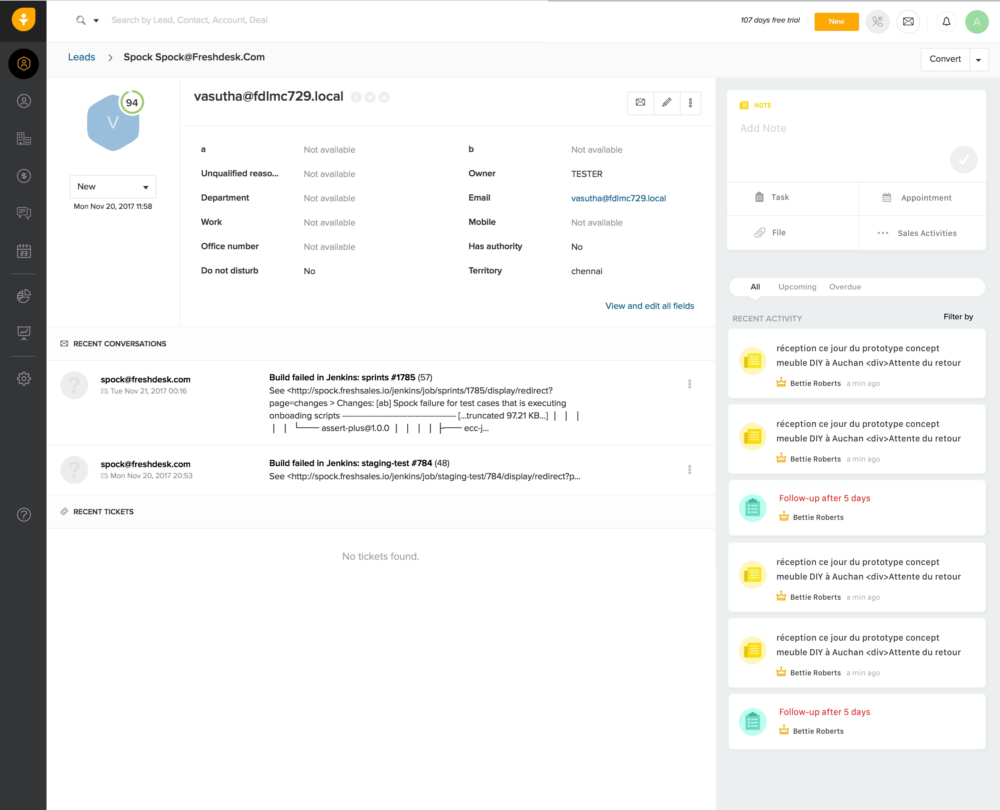 Search by Lead, Contact, Account, Deal
107 days free trial
New
A
Leads > Spock Spock@Freshdesk.Com
Convert
94
V
New
Mon Nov 20, 2017 11:58
vasutha@fdlmc729.local
a Not available b Not available
Unqualified reaso... Not available Owner TESTER
Department Not available Email vasutha@fdlmc729.local
Work Not available Mobile Not available
Office number Not available Has authority No
Do not disturb No Territory chennai
View and edit all fields
RECENT CONVERSATIONS
spock@freshdesk.com
Tue Nov 21, 2017 00:16
Build failed in Jenkins: sprints #1785 (57)
See <http://spock.freshsales.io/jenkins/job/sprints/1785/display/redirect?
page=changes > Changes: [ab] Spock failure for test cases that is executing
onboading scripts ------------------------------------------ [...truncated 97.21 KB...] │ │ │
│ │ └── assert-plus@1.0.0 │ │ │ │ ├── ecc-j...
spock@freshdesk.com
Mon Nov 20, 2017 20:53
Build failed in Jenkins: staging-test #784 (48)
See <http://spock.freshsales.io/jenkins/job/staging-test/784/display/redirect?p...
RECENT TICKETS
No tickets found.
NOTE
Add Note
Task
Appointment
File
Sales Activities
All Upcoming Overdue
RECENT ACTIVITY
Filter by
réception ce jour du prototype concept
meuble DIY à Auchan <div>Attente du retour
Bettie Roberts a min ago
réception ce jour du prototype concept
meuble DIY à Auchan <div>Attente du retour
Bettie Roberts a min ago
Follow-up after 5 days
Bettie Roberts
réception ce jour du prototype concept
meuble DIY à Auchan <div>Attente du retour
Bettie Roberts a min ago
réception ce jour du prototype concept
meuble DIY à Auchan <div>Attente du retour
Bettie Roberts a min ago
Follow-up after 5 days
Bettie Roberts
23